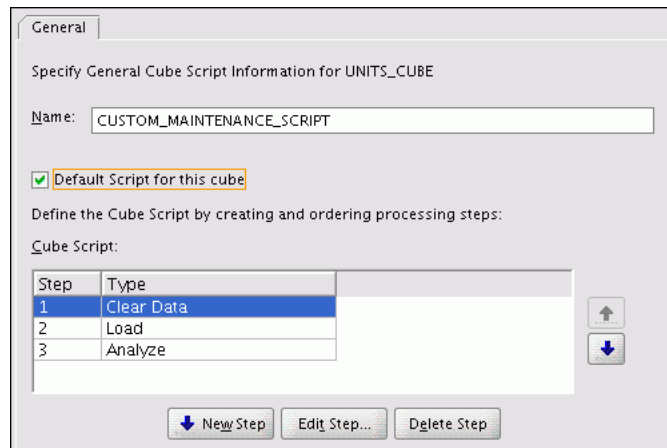 General
Specify General Cube Script Information for UNITS_CUBE
Name: CUSTOM_MAINTENANCE_SCRIPT
Default Script for this cube
Define the Cube Script by creating and ordering processing steps:
Cube Script:
Step Type
1 Clear Data
2 Load
3 Analyze
New Step Edit Step... Delete Step